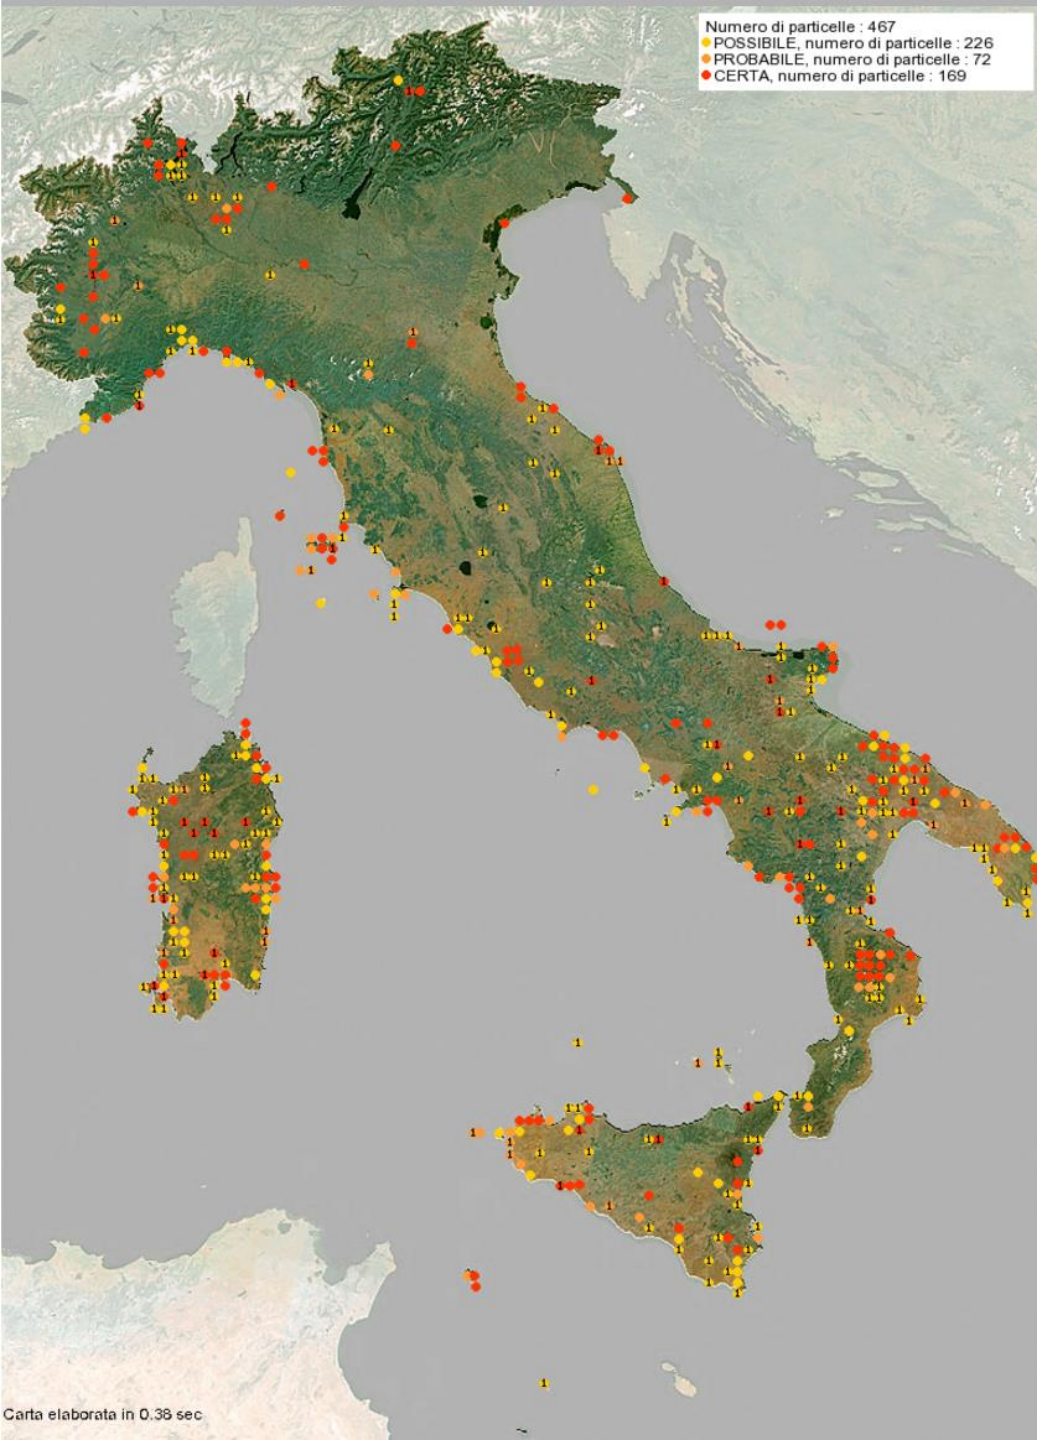 Numero di particelle : 467
POSSIBILE, numero di particelle : 226
PROBABILE, numero di particelle : 72
CERTA, numero di particelle : 169
Carta elaborata in 0.38 sec